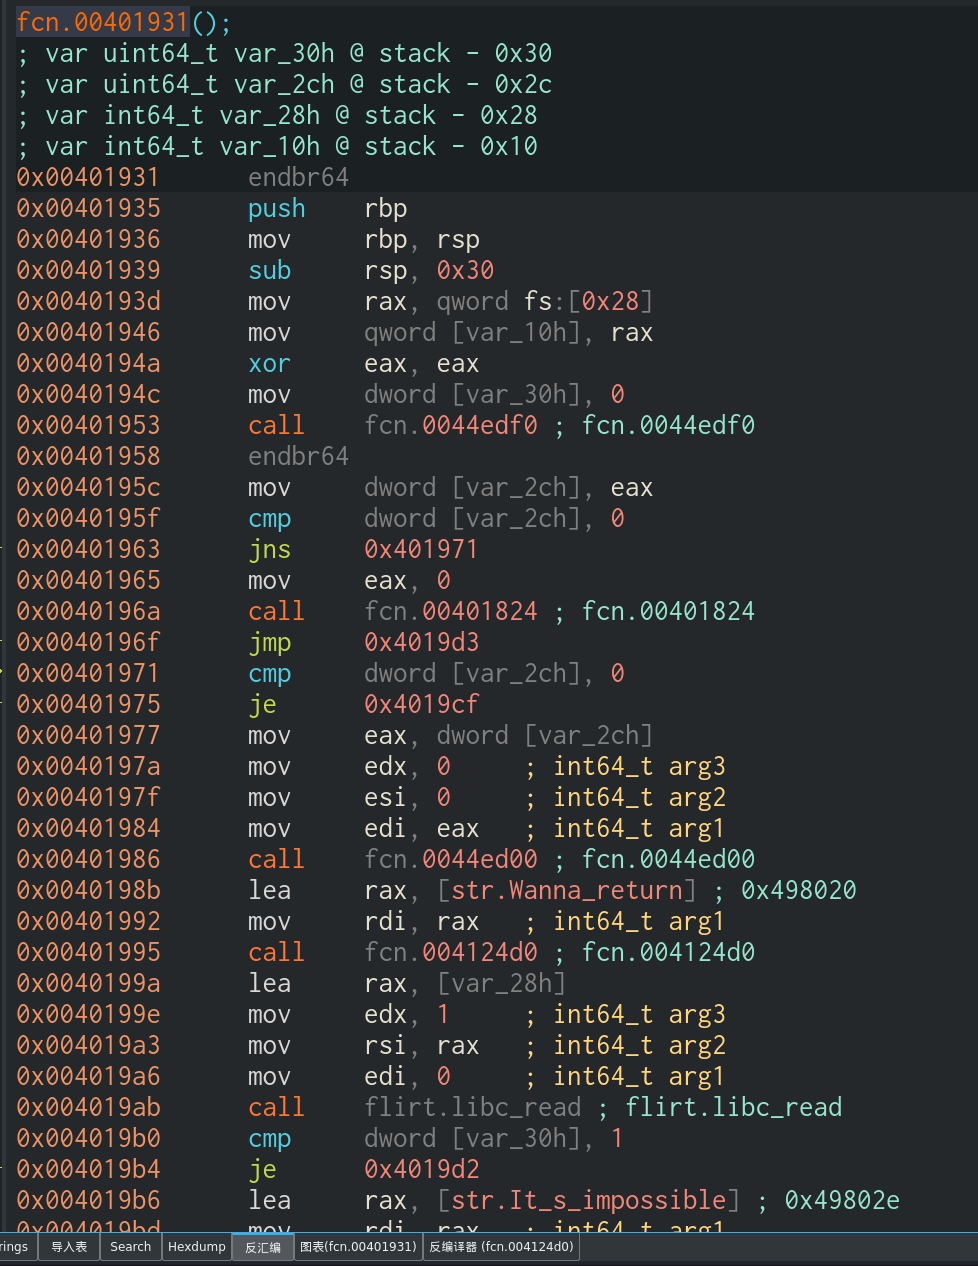 fcn.00401931();
; var uint64_t var_30h @ stack - 0x30
; var uint64_t var_2ch @ stack - 0x2c
; var int64_t var_28h @ stack - 0x28
; var int64_t var_10h @ stack - 0x10
0x00401931 endbr64
0x00401935 push rbp
0x00401936 mov rbp, rsp
0x00401939 sub rsp, 0x30
0x0040193d mov rax, qword fs:[0x28]
0x00401946 mov qword [var_10h], rax
0x0040194a xor eax, eax
0x0040194c mov dword [var_30h], 0
0x00401953 call fcn.0044edf0 ; fcn.0044edf0
0x00401958 endbr64
0x0040195c mov dword [var_2ch], eax
0x0040195f cmp dword [var_2ch], 0
0x00401963 jns 0x401971
0x00401965 mov eax, 0
0x0040196a call fcn.00401824 ; fcn.00401824
0x0040196f jmp 0x4019d3
0x00401971 cmp dword [var_2ch], 0
0x00401975 je 0x4019cf
0x00401977 mov eax, dword [var_2ch]
0x0040197a mov edx, 0 ; int64_t arg3
0x0040197f mov esi, 0 ; int64_t arg2
0x00401984 mov edi, eax ; int64_t arg1
0x00401986 call fcn.0044ed00 ; fcn.0044ed00
0x0040198b lea rax, [str.Wanna_return] ; 0x498020
0x00401992 mov rdi, rax ; int64_t arg1
0x00401995 call fcn.004124d0 ; fcn.004124d0
0x0040199a lea rax, [var_28h]
0x0040199e mov edx, 1 ; int64_t arg3
0x004019a3 mov rsi, rax ; int64_t arg2
0x004019a6 mov edi, 0 ; int64_t arg1
0x004019ab call flirt.libc_read ; flirt.libc_read
0x004019b0 cmp dword [var_30h], 1
0x004019b4 je 0x4019d2
0x004019b6 lea rax, [str.It_s_impossible] ; 0x49802e
0x004019bd mov rdi, rax ; int64_t arg1
rings 导入表 Search Hexdump 反汇编 图表(fcn.00401931) 反编译器 (fcn.004124d0)